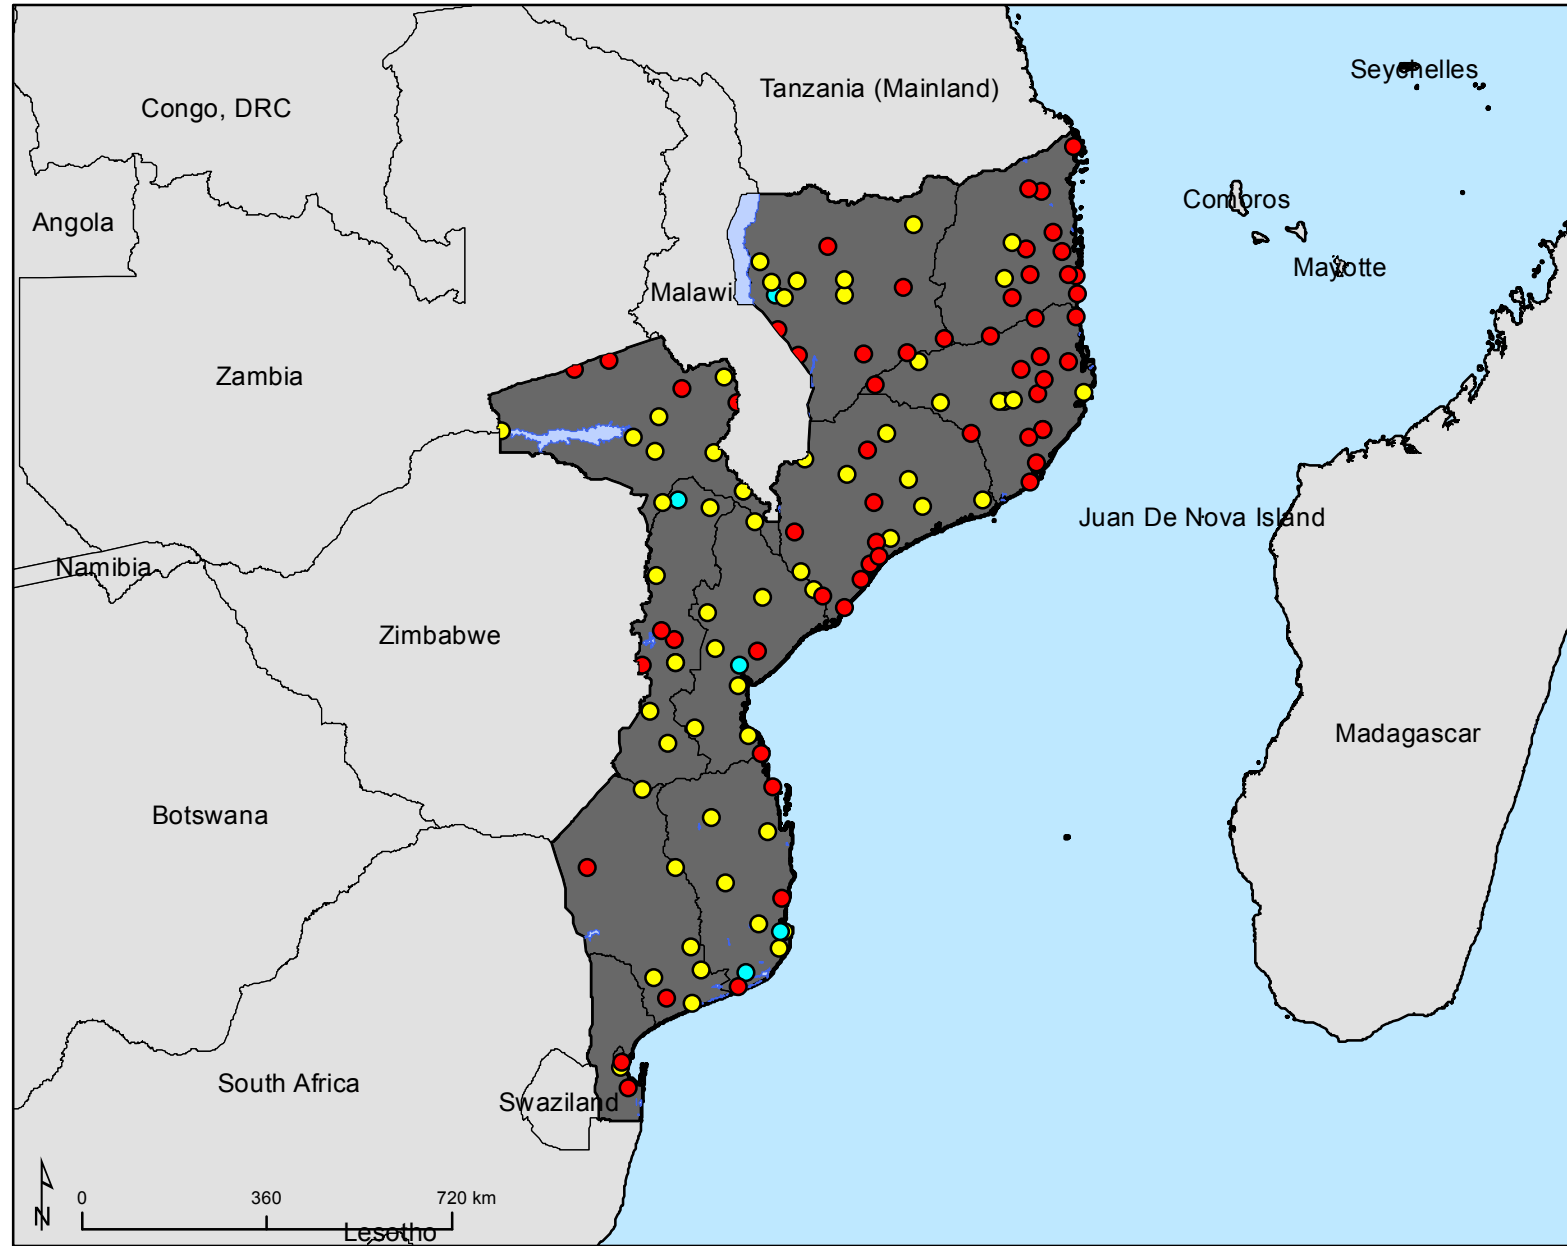 Seychelles
Tanzania (Mainland)
Congo, DRC
Comoros
Angola
Mayotte
Malawi
Zambia
Juan De Nova Island
Namibia
Zimbabwe
Madagascar
Botswana
South Africa
Swaziland
N
0 360 720 km
Lesotho